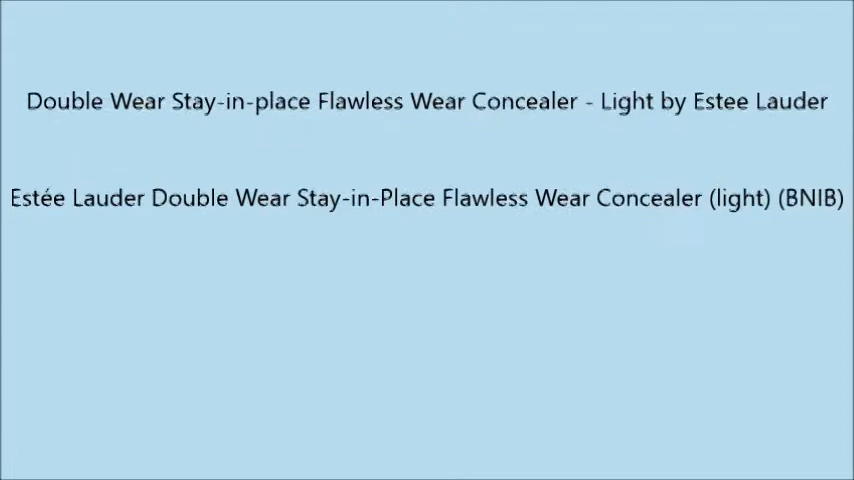 Double Wear Stay-in-place Flawless Wear Concealer - Light by Estee Lauder
Estée Lauder Double Wear Stay-in-Place Flawless Wear Concealer (light) (BNIB)